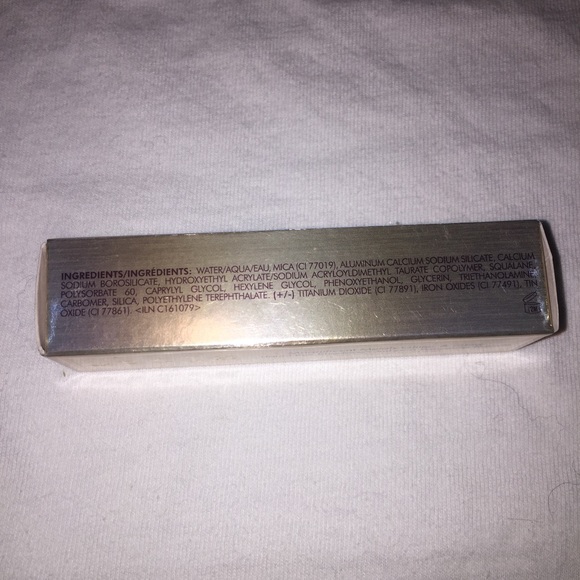 INGREDIENTS/INGRÉDIENTS: WATER/AQUA/EAU, MICA (CI 77019), ALUMINUM CALCIUM SODIUM SILICATE, CALCIUM
SODIUM BOROSILICATE, HYDROXYETHYL ACRYLATE/SODIUM ACRYLOYLDIMETHYL TAURATE COPOLYMER, SQUALANE,
POLYSORBATE 60, CAPRYLYL GLYCOL, HEXYLENE GLYCOL, PHENOXYETHANOL, GLYCERIN, TRIETHANOLAMINE,
CARBOMER, SILICA, POLYETHYLENE TEREPHTHALATE. (+/-) TITANIUM DIOXIDE (CI 77891), IRON OXIDES (CI 77491), TIN
OXIDE (CI 77861). <ILN C161079>